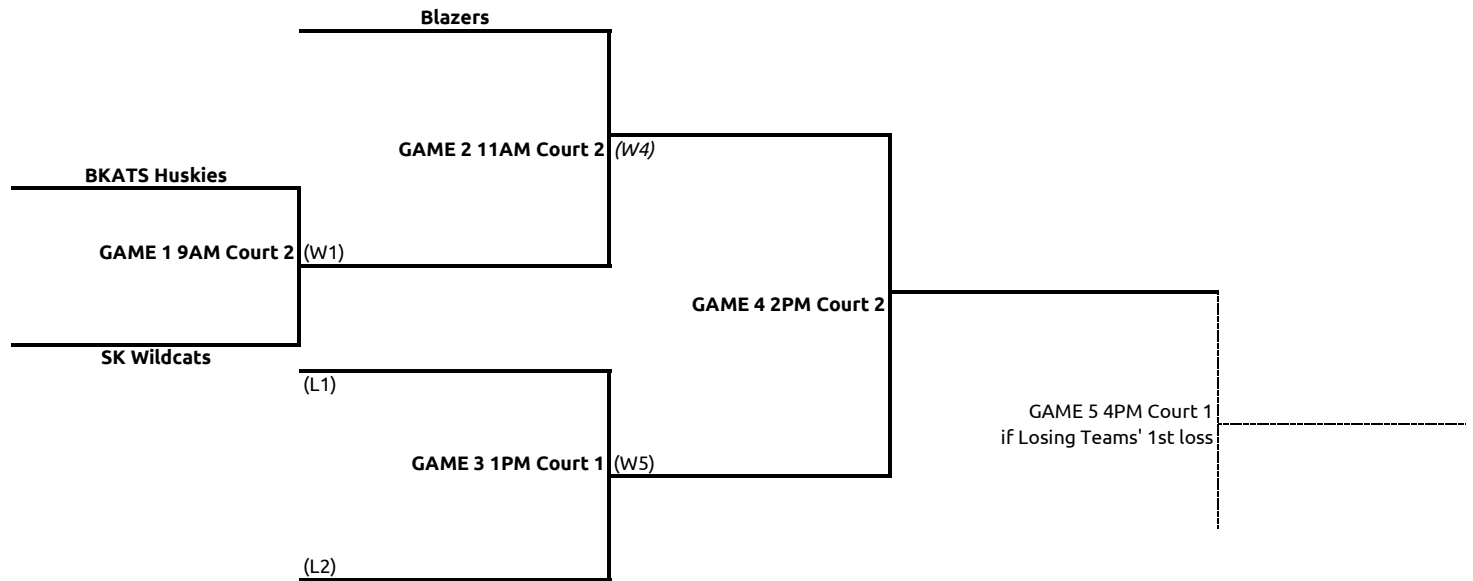 Blazers
GAME 2 11AM Court 2 (W4)
BKATS Huskies
GAME 1 9AM Court 2 (W1)
GAME 4 2PM Court 2
SK Wildcats
(L1)
GAME 5 4PM Court 1
if Losing Teams' 1st loss
GAME 3 1PM Court 1 (W5)
(L2)